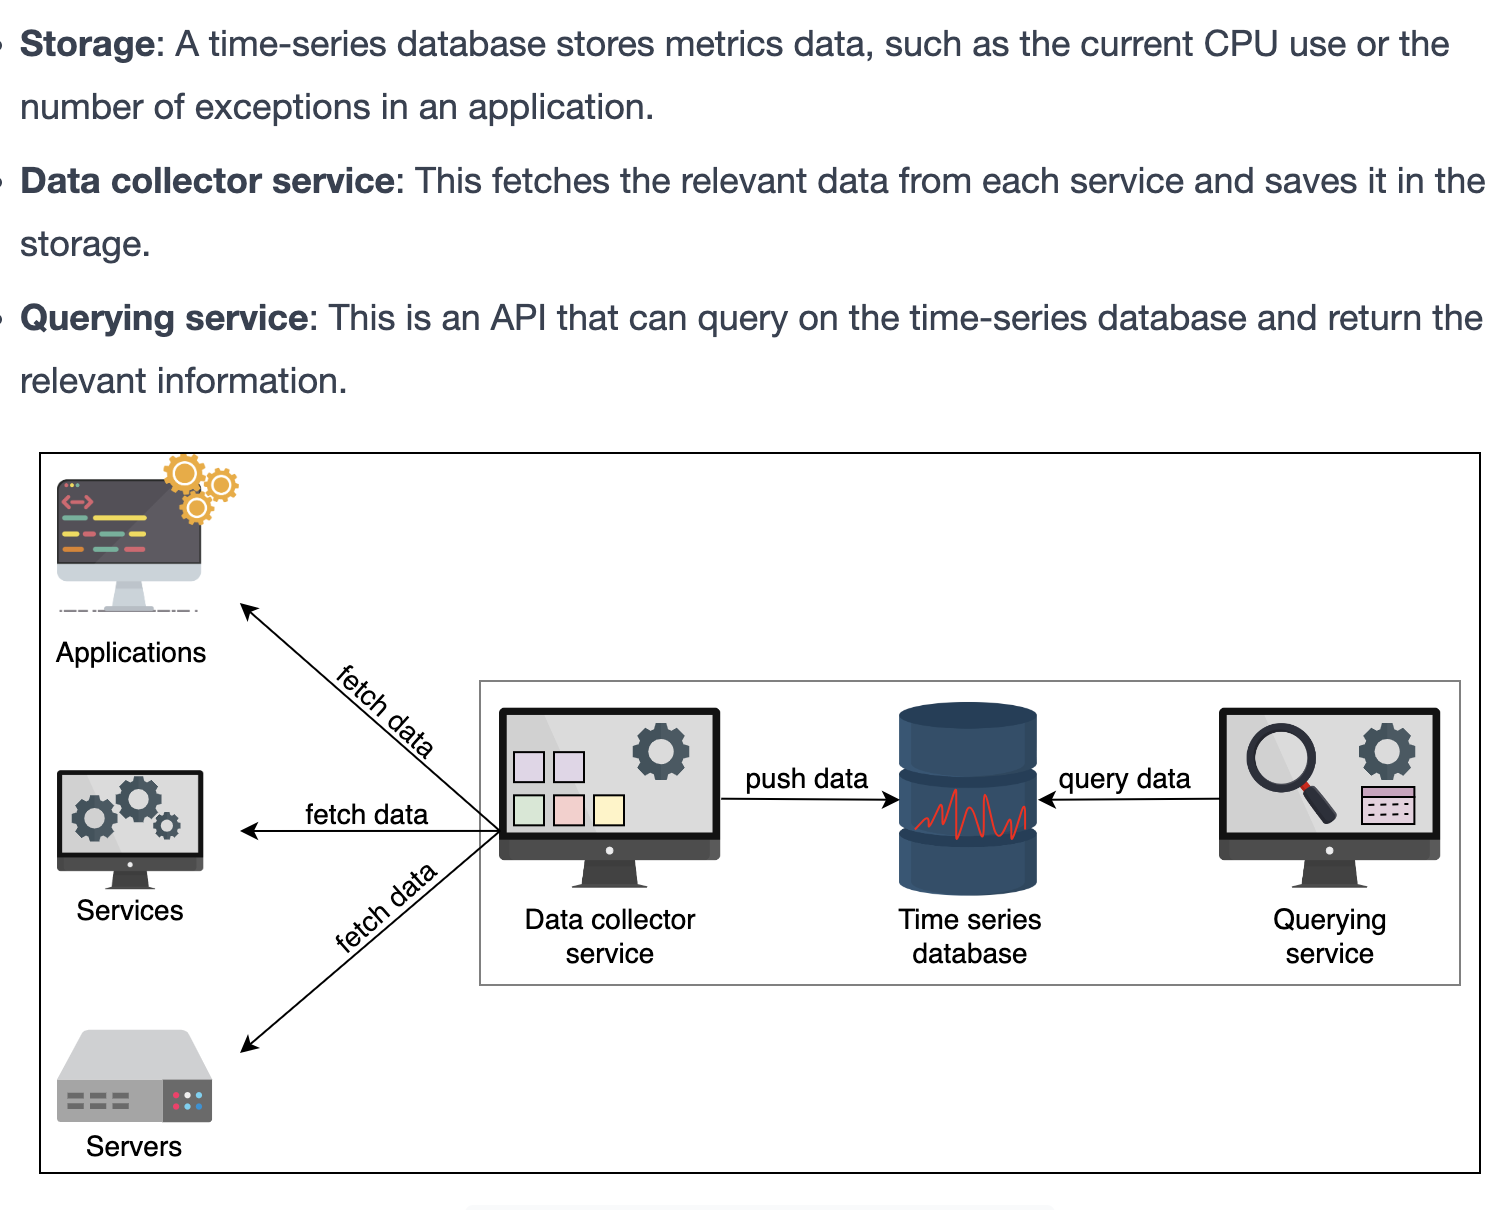 • Storage: A time-series database stores metrics data, such as the current CPU use or the
number of exceptions in an application.
• Data collector service: This fetches the relevant data from each service and saves it in the
storage.
• Querying service: This is an API that can query on the time-series database and return the
relevant information.
Applications
fetch data
fetch data
fetch data
Services
Servers
push data
query data
Data collector
service
Time series
database
Querying
service